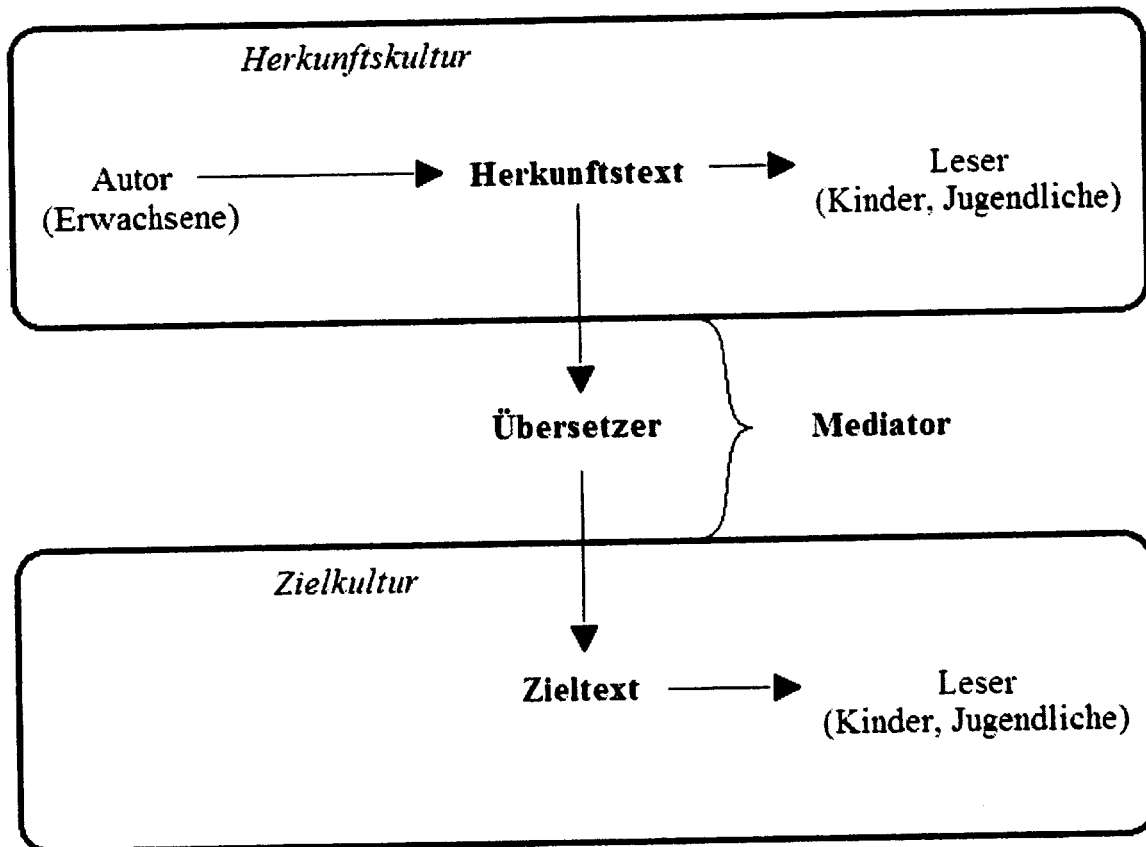 Herkunftskultur
Autor
(Erwachsene)
Herkunftstext
Leser
(Kinder, Jugendliche)
Übersetzer
Mediator
Zielkultur
Zieltext
Leser
(Kinder, Jugendliche)